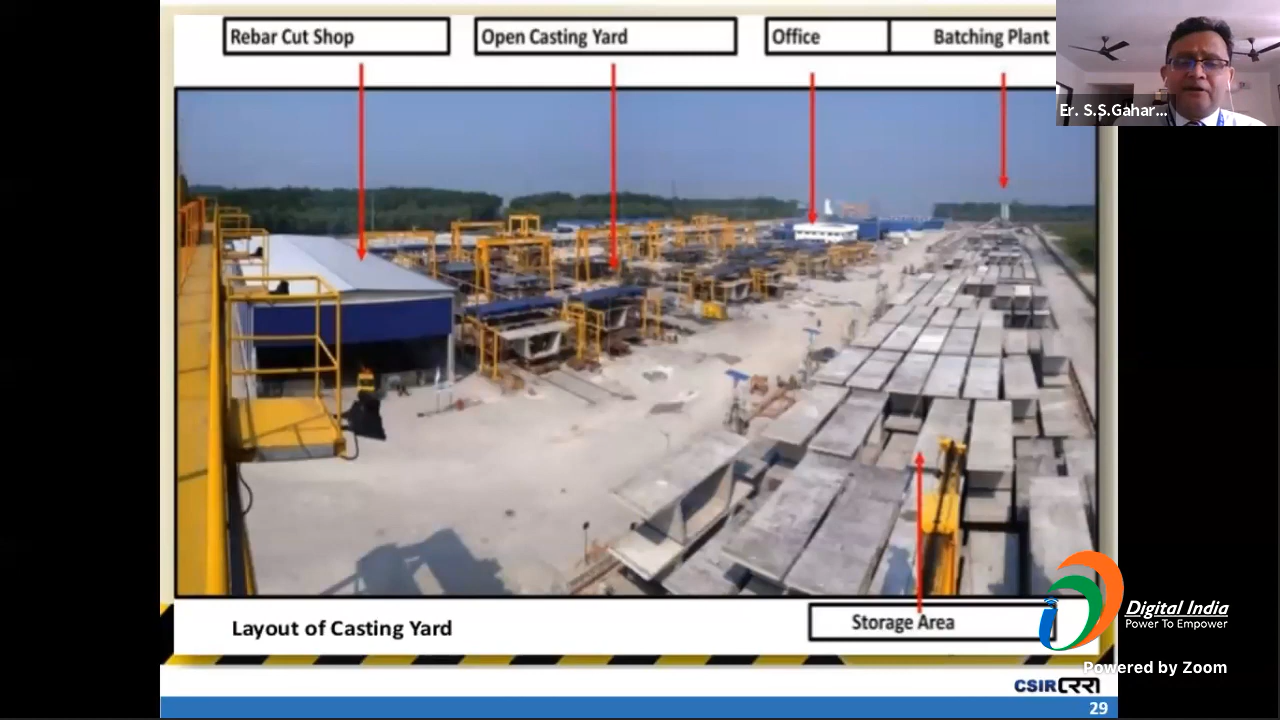 Rebar Cut Shop
Open Casting Yard
Office
Batching Plant
Er. S.S.Gahar...
Layout of Casting Yard
Storage Area
Digital India
Power To Empower
Powered by Zoom
CSIR CRRI
29